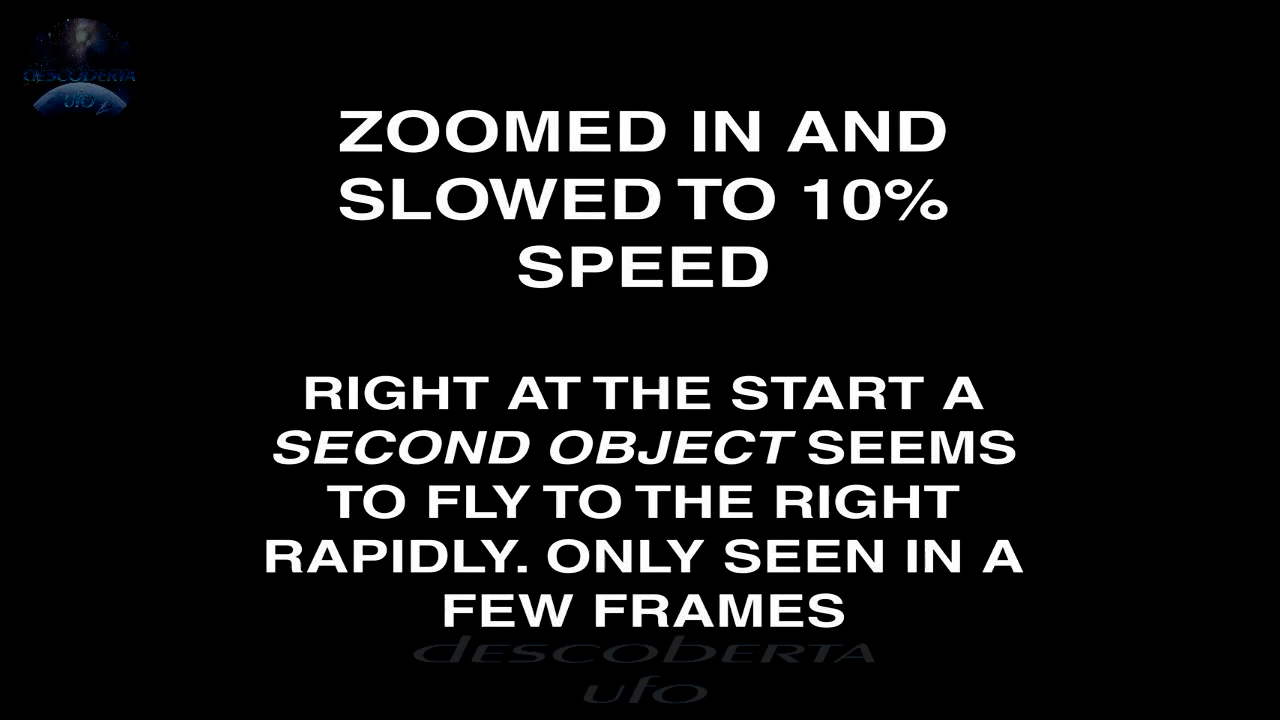 descoberta
ufo
ZOOMED IN AND
SLOWED TO 10%
SPEED
RIGHT AT THE START A
SECOND OBJECT SEEMS
TO FLY TO THE RIGHT
RAPIDLY. ONLY SEEN IN A
FEW FRAMES
descoberta
ufo